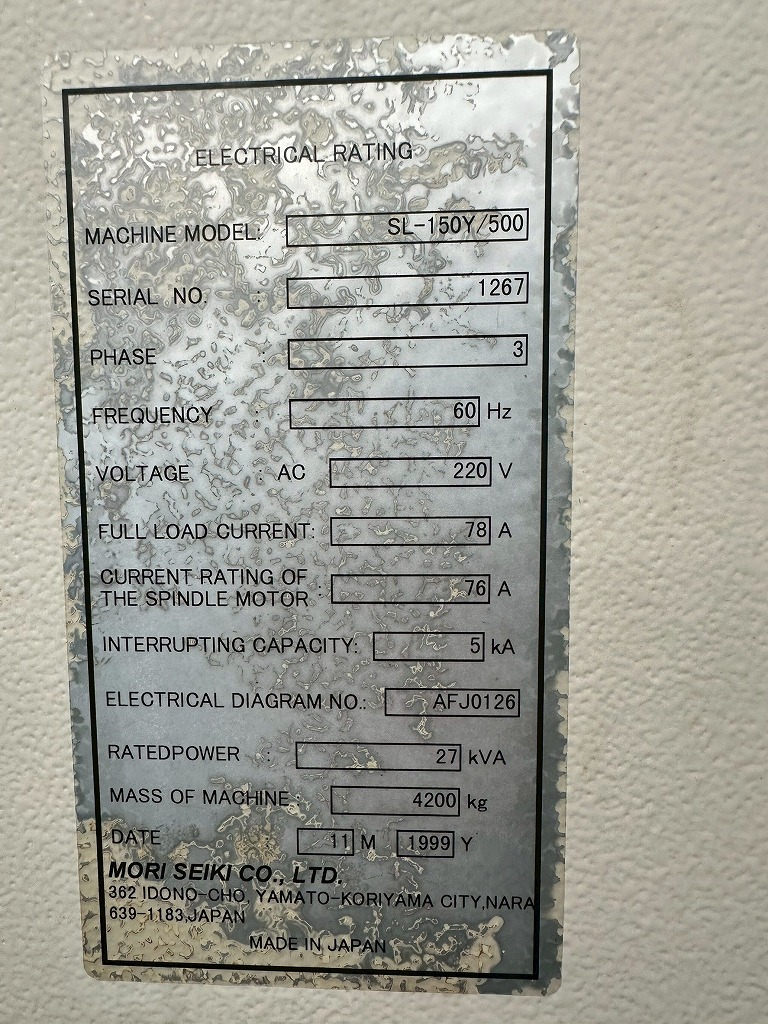 ELECTRICAL RATING
MACHINE MODEL: SL-150Y/500
SERIAL NO. : 1267
PHASE : 3
FREQUENCY : 60 Hz
VOLTAGE : AC 220 V
FULL LOAD CURRENT: 78 A
CURRENT RATING OF
THE SPINDLE MOTOR : 76 A
INTERRUPTING CAPACITY: 5 kA
ELECTRICAL DIAGRAM NO.: AFJ0126
RATEDPOWER : 27 kVA
MASS OF MACHINE: 4200 kg
DATE 11 M 1999 Y
MORI SEIKI CO., LTD.
362 IDONO-CHO, YAMATO-KORIYAMA CITY,NARA
639-1183,JAPAN
MADE IN JAPAN